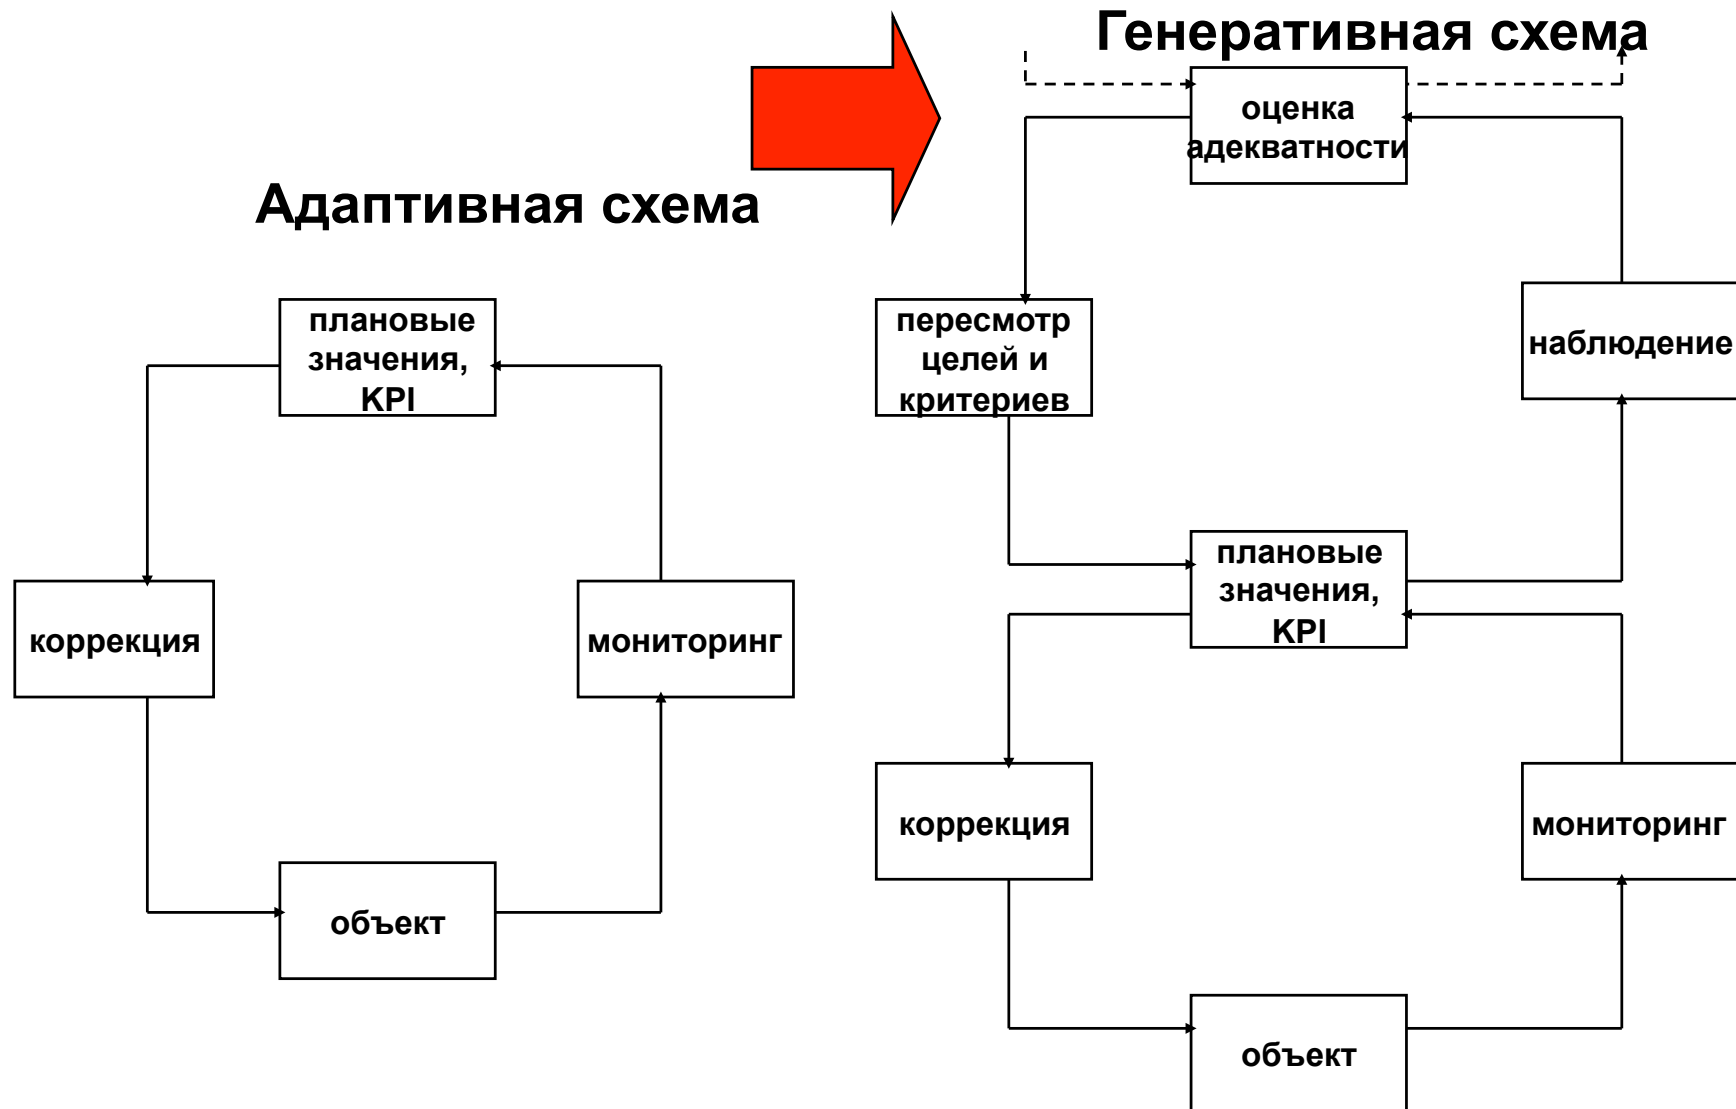 Генеративная схема
Адаптивная схема
плановые
значения,
KPI
коррекция
мониторинг
объект
оценка
адекватности
пересмотр
целей и
критериев
наблюдение
плановые
значения,
KPI
коррекция
мониторинг
объект